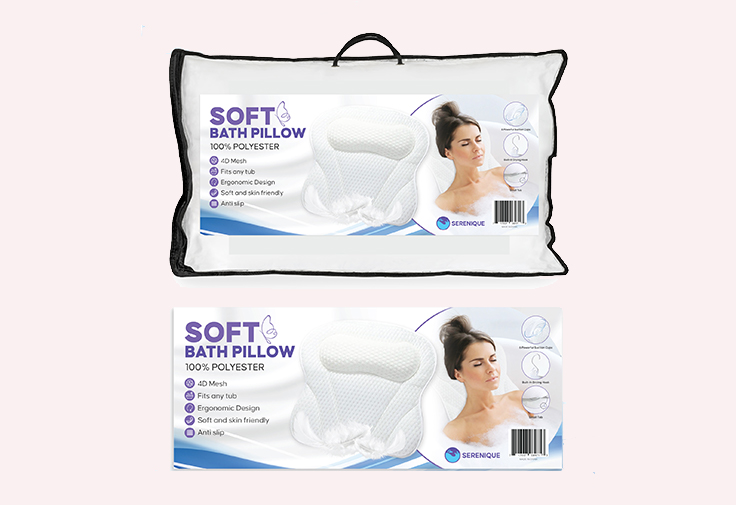 SOFT
BATH PILLOW
100% POLYESTER
4D Mesh
Fits any tub
Ergonomic Design
Soft and skin friendly
Anti slip
SERENIQUE
SOFT
BATH PILLOW
100% POLYESTER
4D Mesh
Fits any tub
Ergonomic Design
Soft and skin friendly
Anti slip
SERENIQUE